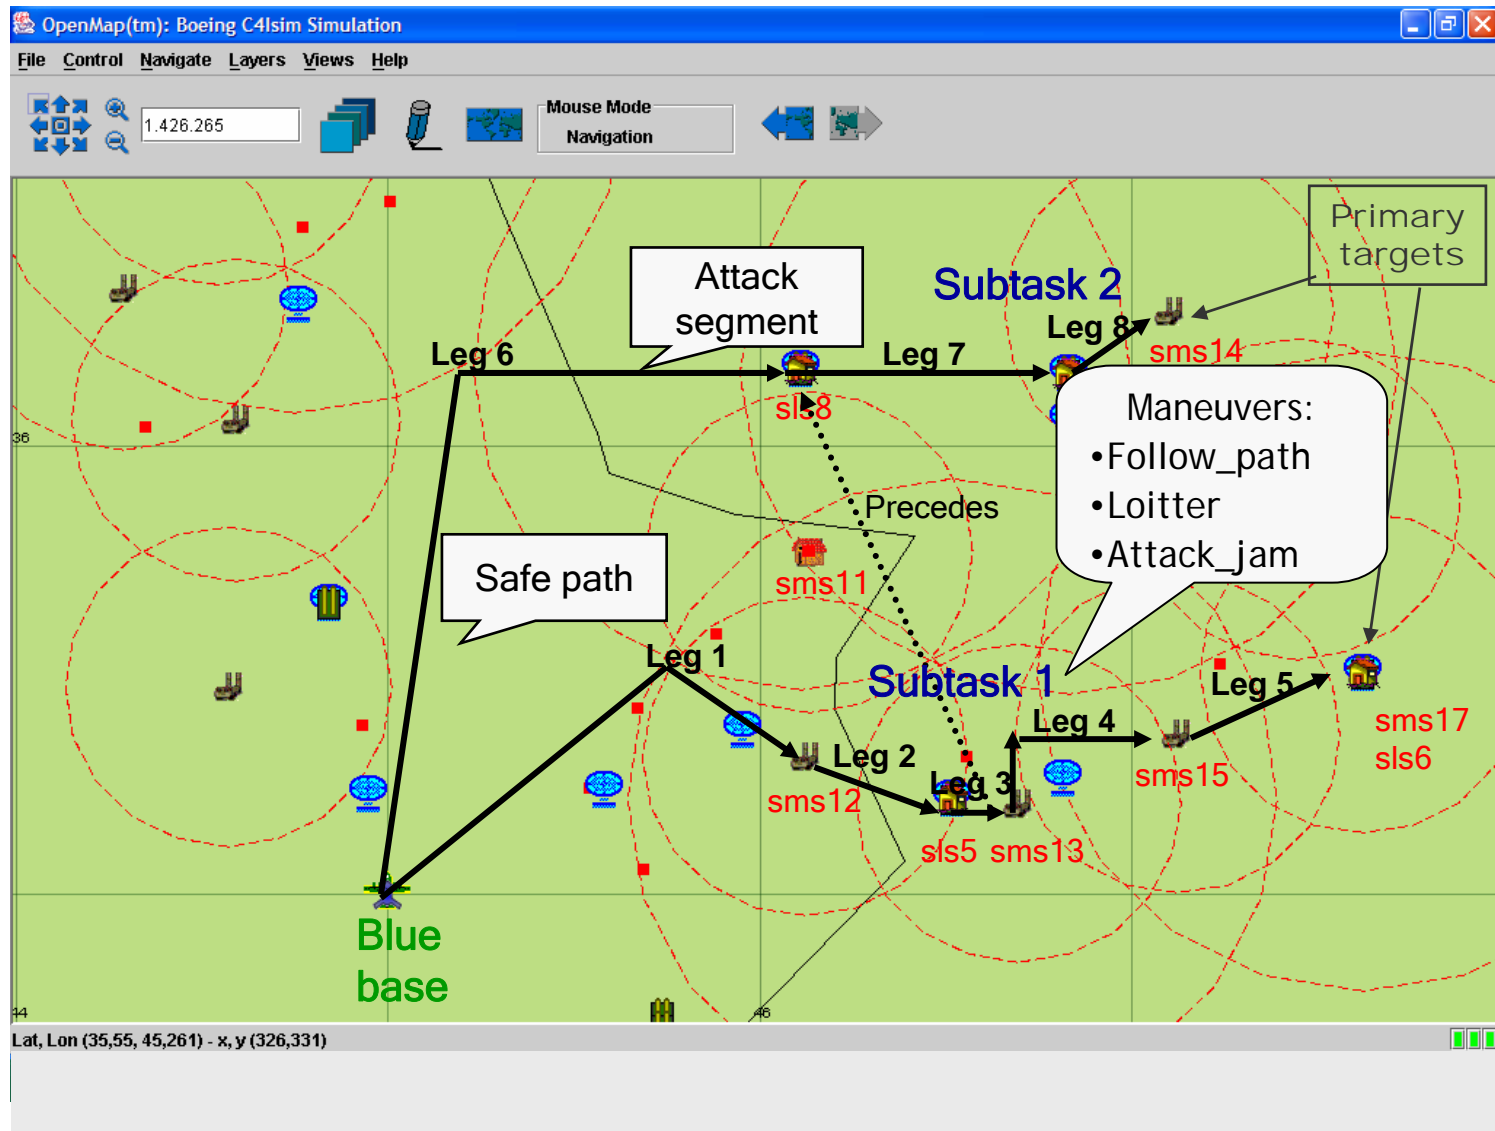 OpenMap(tm): Boeing C4Isim Simulation
File Control Navigate Layers Views Help
1.426.265
Mouse Mode
Navigation
Primary
targets
Attack
segment
Subtask 2
Leg 6
Leg 7
Leg 8
sms14
sls8
Maneuvers:
•Follow_path
•Loitter
•Attack_jam
36
Precedes
Safe path
sms11
Leg 1
Subtask 1
Leg 5
Leg 4
sms17
sls6
Leg 2
Leg 3
sms15
sms12
sls5 sms13
Blue
base
44
46
Lat, Lon (35,55, 45,261) - x, y (326,331)